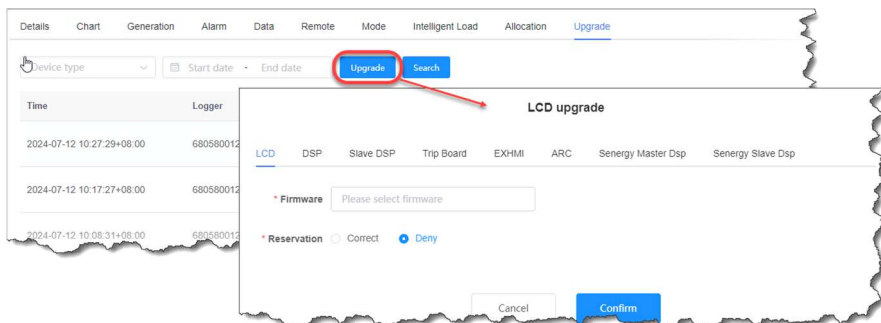 Details Chart Generation Alarm Data Remote Mode Intelligent Load Allocation Upgrade
Device type Start date - End date Upgrade Search
Time Logger
2024-07-12 10:27:29+08:00 680580012
2024-07-12 10:17:27+08:00 680580012
2024-07-12 10:08:31+08:00 680580012
LCD upgrade
LCD DSP Slave DSP Trip Board EXHMI ARC Senergy Master Dsp Senergy Slave Dsp
* Firmware Please select firmware
* Reservation Correct Deny
Cancel Confirm